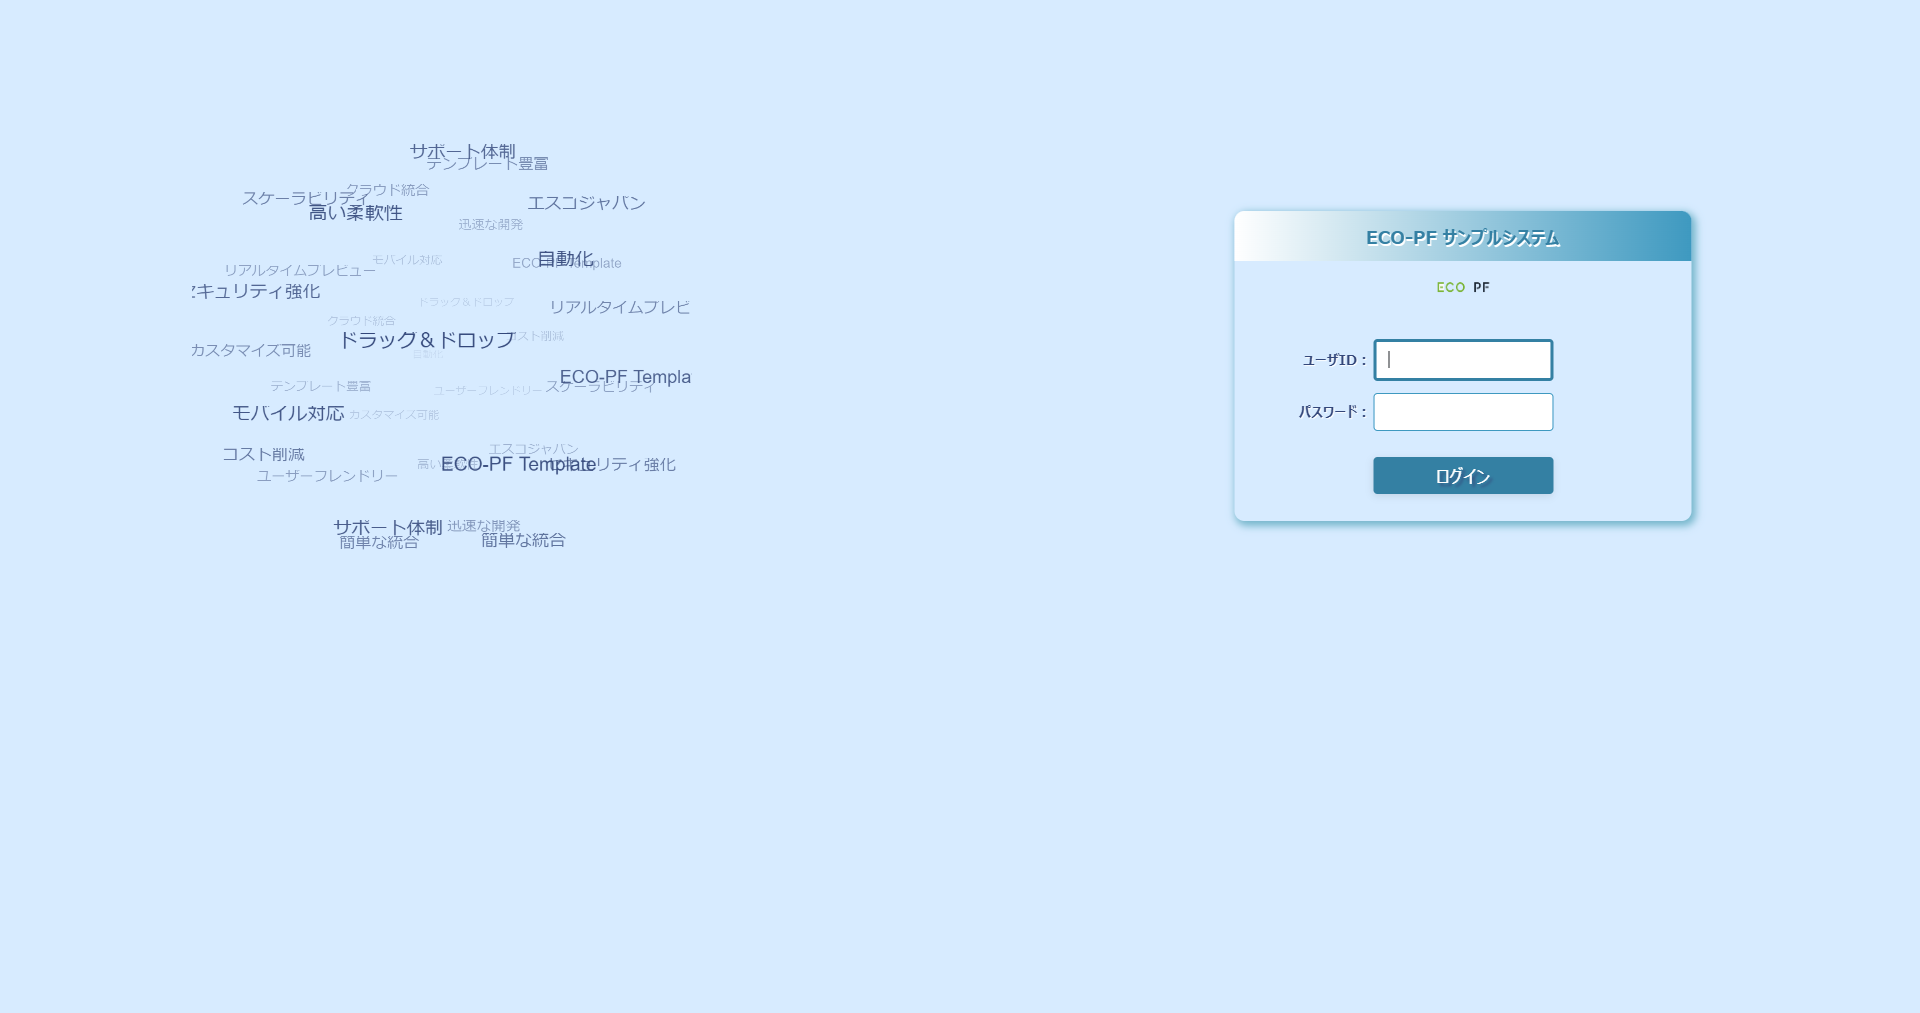 サポート体制
テンプレート豊富
クラウド統合
スケーラビリティ
エスコジャパン
高い柔軟性
迅速な開発
自動化
モバイル対応
ECO-PF Template
リアルタイムプレビュー
キュリティ強化
ドラッグ＆ドロップ
リアルタイムプレビ
クラウド統合
コスト削減
ドラッグ＆ドロップ
カスタマイズ可能
自動化
ECO-PF Templa
テンプレート豊富
ユーザーフレンドリー
スケーラビリティ
モバイル対応
カスタマイズ可能
コスト削減
エスコジャパン
ECO-PF Template
リティ強化
ユーザーフレンドリー
サポート体制
迅速な開発
簡単な統合
簡単な統合
ECO-PF サンプルシステム
ECO PF
ユーザID：
パスワード：
ログイン